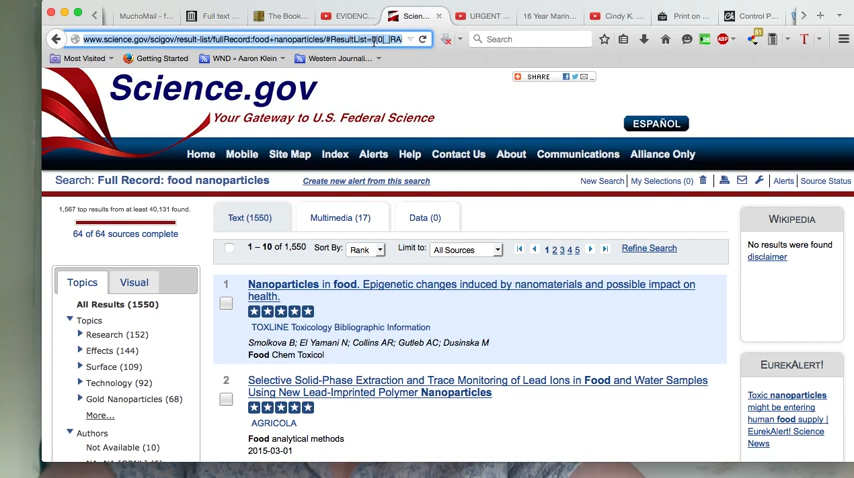 MuchoMail - F
Full text
The Book
EVIDENC
Scien...
URGENT
16 Year Marin
Cindy K.
Print on
Control P
www.science.gov/scigov/result-list/fullRecord:food+nanoparticles/#ResultList=0|0|_|RA
Search
Most Visited
Getting Started
WND » Aaron Klein
Western Journali...
Science.gov
SHARE
Your Gateway to U.S. Federal Science
ESPAÑOL
Home Mobile Site Map Index Alerts Help Contact Us About Communications Alliance Only
Search: Full Record: food nanoparticles
Create new alert from this search
New Search | My Selections (0) | Alerts | Source Status
1,567 top results from at least 40,131 found.
64 of 64 sources complete
Text (1550) Multimedia (17) Data (0)
1 – 10 of 1,550 Sort By: Rank Limit to: All Sources 1 2 3 4 5 Refine Search
Topics Visual
All Results (1550)
Topics
Research (152)
Effects (144)
Surface (109)
Technology (92)
Gold Nanoparticles (68)
More...
Authors
Not Available (10)
1
Nanoparticles in food. Epigenetic changes induced by nanomaterials and possible impact on
health.
TOXLINE Toxicology Bibliographic Information
Smolkova B; El Yamani N; Collins AR; Gutleb AC; Dusinska M
Food Chem Toxicol
2
Selective Solid-Phase Extraction and Trace Monitoring of Lead Ions in Food and Water Samples
Using New Lead-Imprinted Polymer Nanoparticles
AGRICOLA
Food analytical methods
2015-03-01
WIKIPEDIA
No results were found
disclaimer
EUREKALERT!
Toxic nanoparticles
might be entering
human food supply |
EurekAlert! Science
News